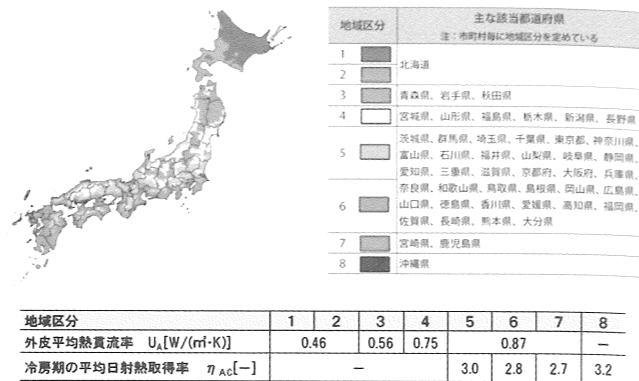 地域区分 主な該当都道府県
注：市町村毎に地域区分を定めている
1 北海道
2
3 青森県、岩手県、秋田県
4 宮城県、山形県、福島県、栃木県、新潟県、長野県
5 茨城県、群馬県、埼玉県、千葉県、東京都、神奈川県、
富山県、石川県、福井県、山梨県、岐阜県、静岡県、
愛知県、三重県、滋賀県、京都府、大阪府、兵庫県、
6 奈良県、和歌山県、鳥取県、島根県、岡山県、広島県、
山口県、徳島県、香川県、愛媛県、高知県、福岡県、
佐賀県、長崎県、熊本県、大分県
7 宮崎県、鹿児島県
8 沖縄県
地域区分 1 2 3 4 5 6 7 8
外皮平均熱貫流率 UA[W/(㎡·K)] 0.46 0.56 0.75 0.87 －
冷房期の平均日射熱取得率 ηAC[－] － 3.0 2.8 2.7 3.2